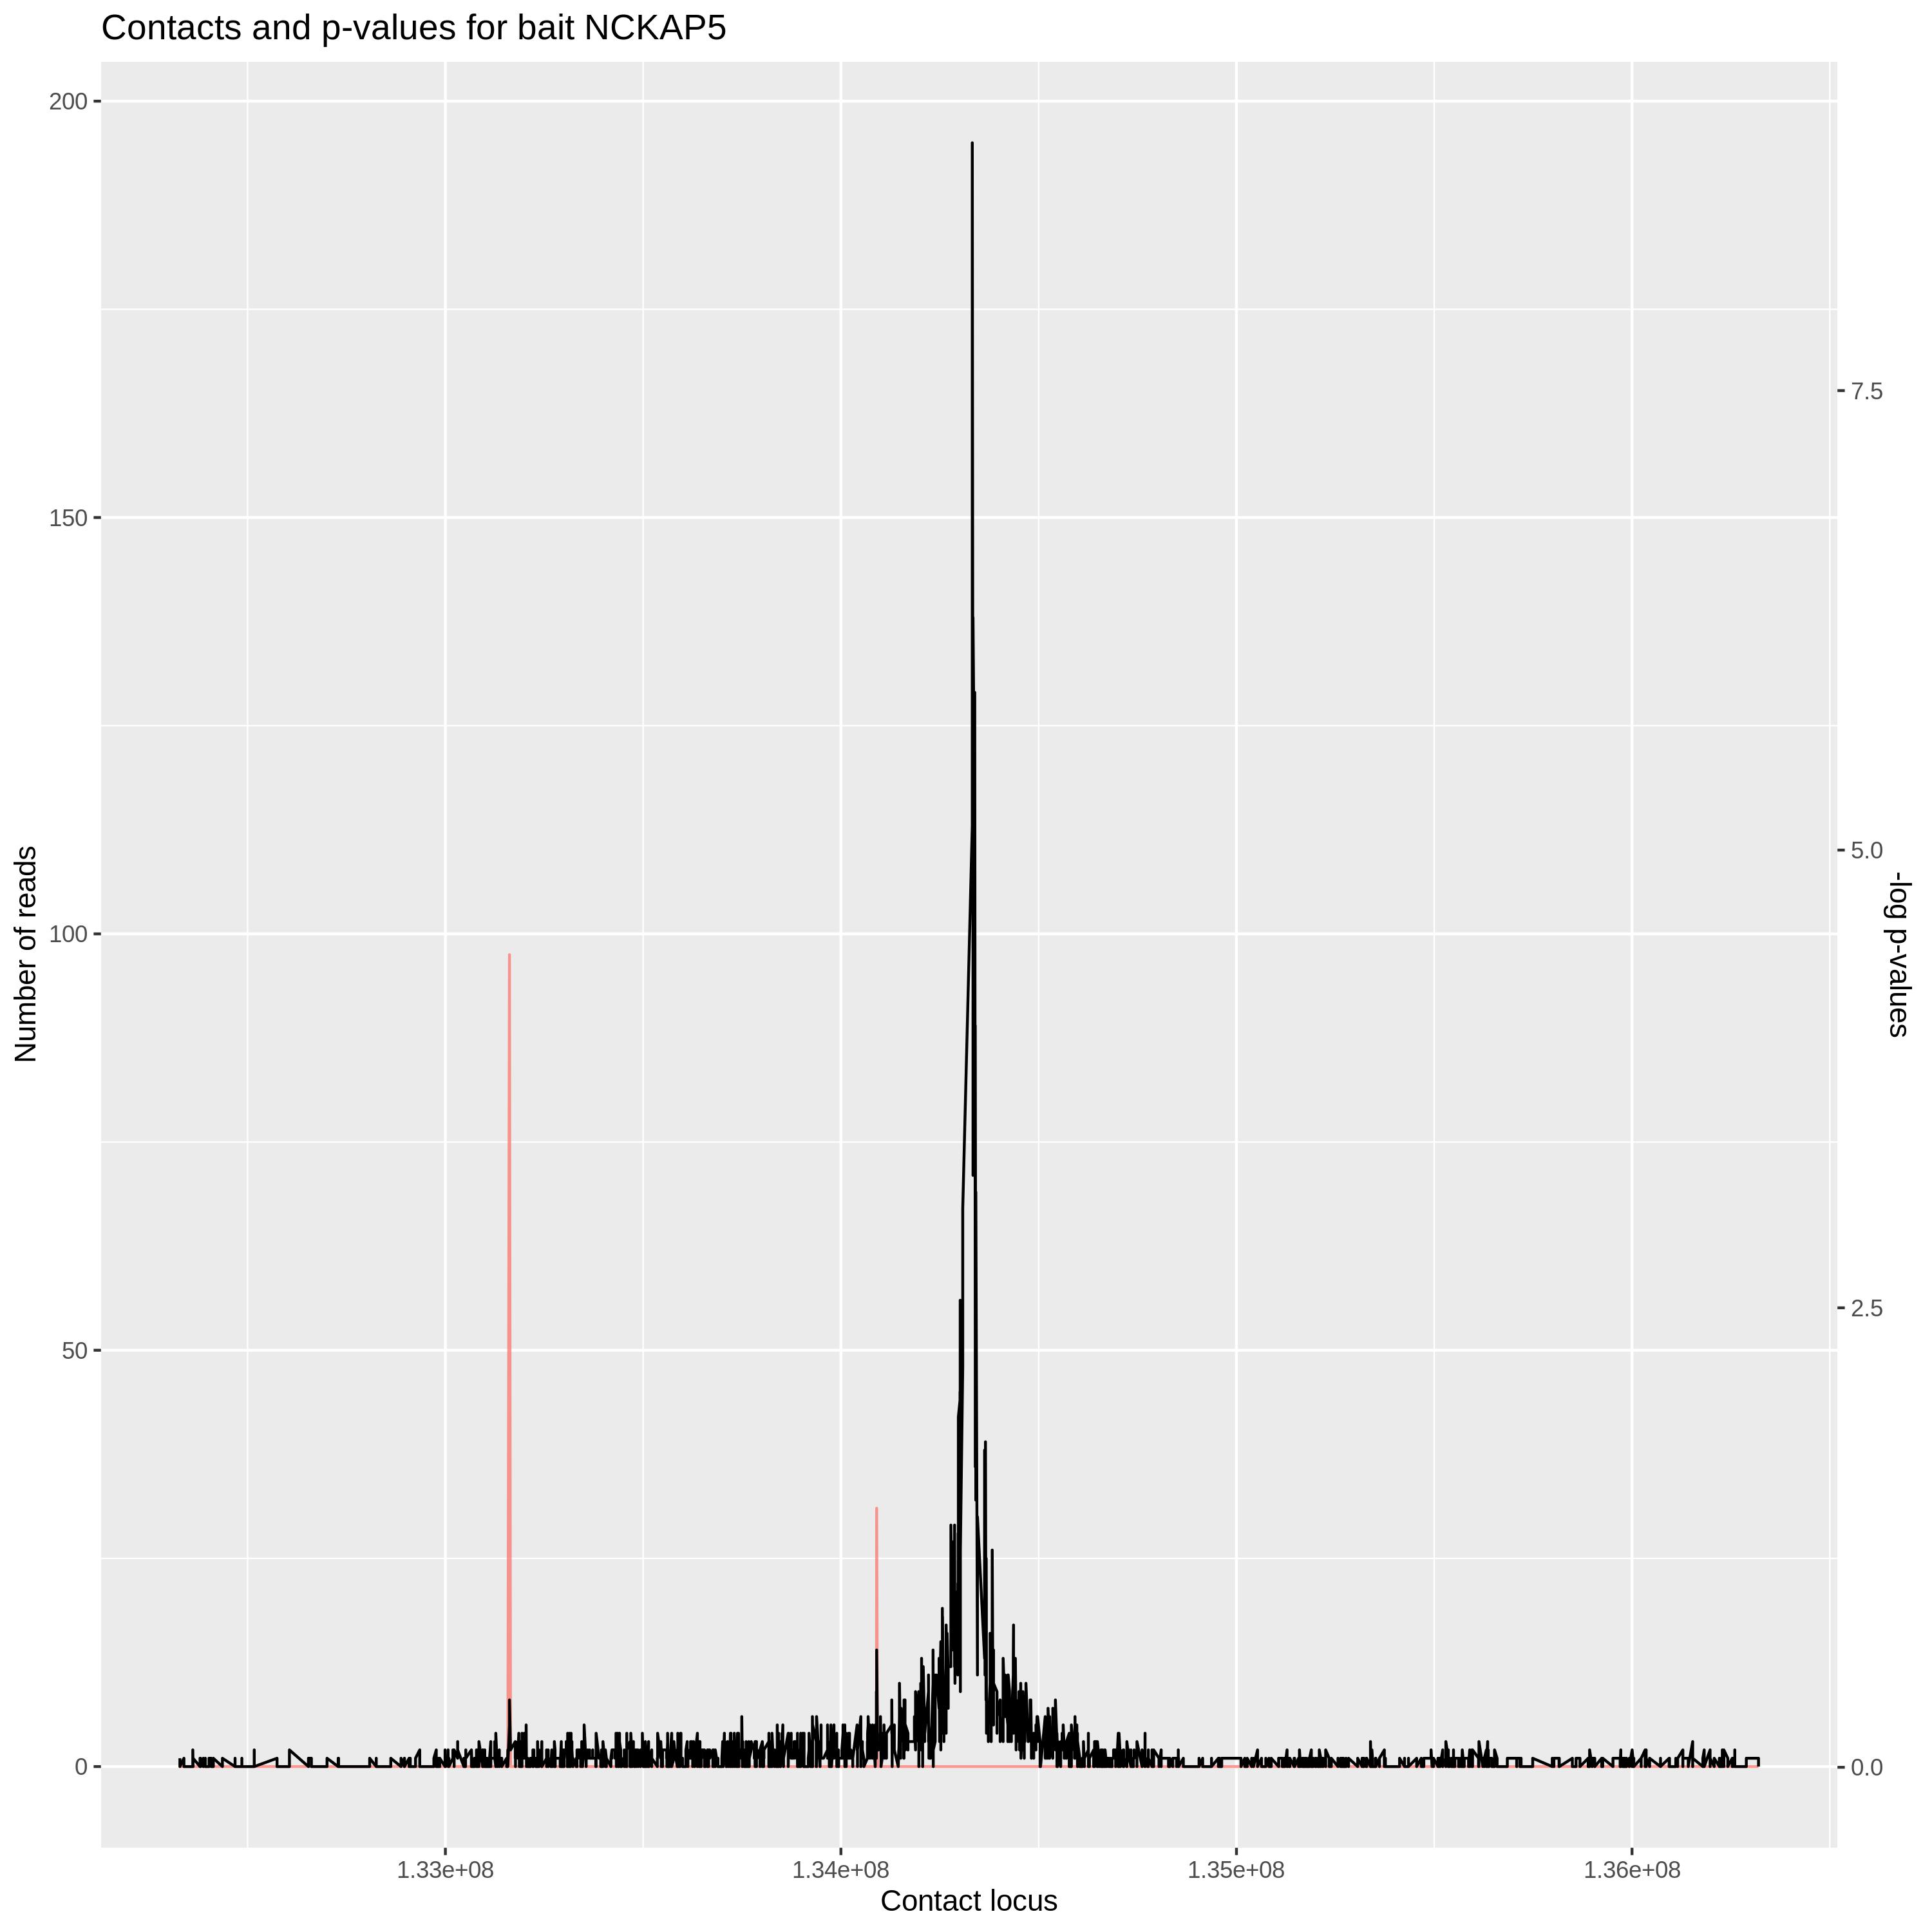 Contacts and p-values for bait NCKAP5
200
150
100
50
0
Number of reads
7.5
5.0
2.5
0.0
-log p-values
1.33e+08
1.34e+08
1.35e+08
1.36e+08
Contact locus